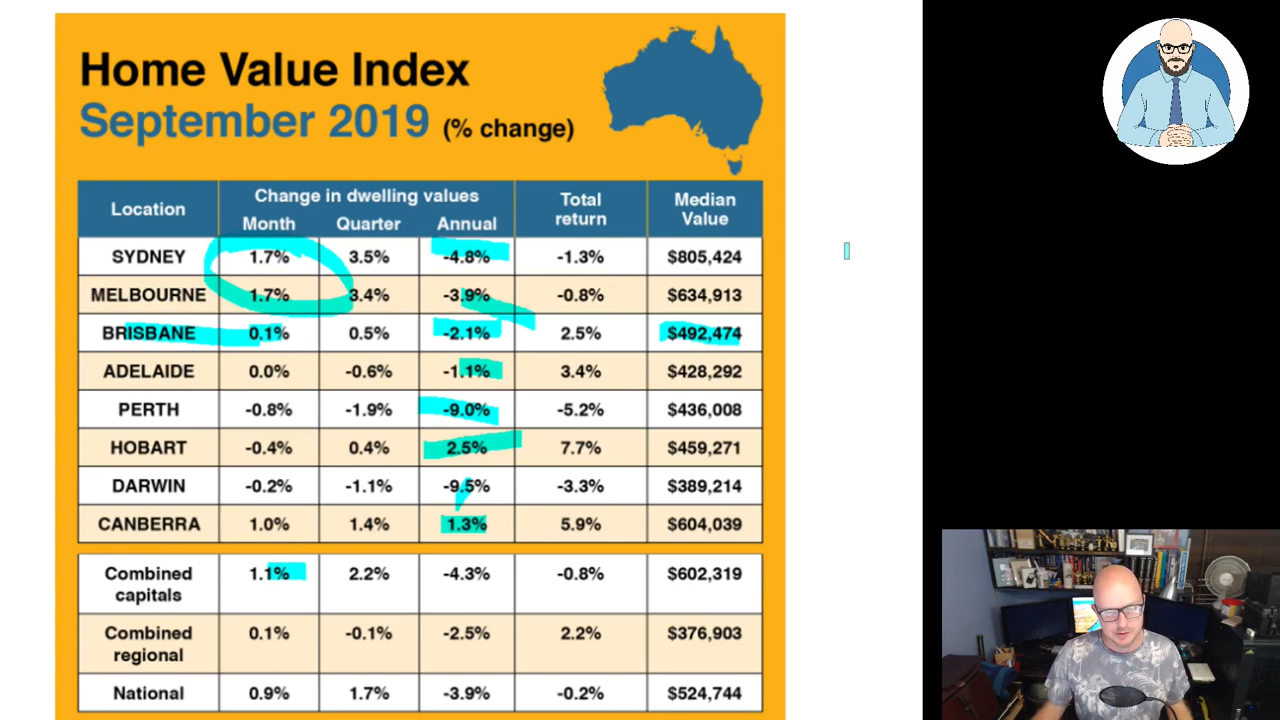 Home Value Index
September 2019 (% change)
Location Change in dwelling values Total return Median Value
Month Quarter Annual
SYDNEY 1.7% 3.5% -4.8% -1.3% $805,424
MELBOURNE 1.7% 3.4% -3.9% -0.8% $634,913
BRISBANE 0.1% 0.5% -2.1% 2.5% $492,474
ADELAIDE 0.0% -0.6% -1.1% 3.4% $428,292
PERTH -0.8% -1.9% -9.0% -5.2% $436,008
HOBART -0.4% 0.4% 2.5% 7.7% $459,271
DARWIN -0.2% -1.1% -9.5% -3.3% $389,214
CANBERRA 1.0% 1.4% 1.3% 5.9% $604,039
Combined capitals 1.1% 2.2% -4.3% -0.8% $602,319
Combined regional 0.1% -0.1% -2.5% 2.2% $376,903
National 0.9% 1.7% -3.9% -0.2% $524,744